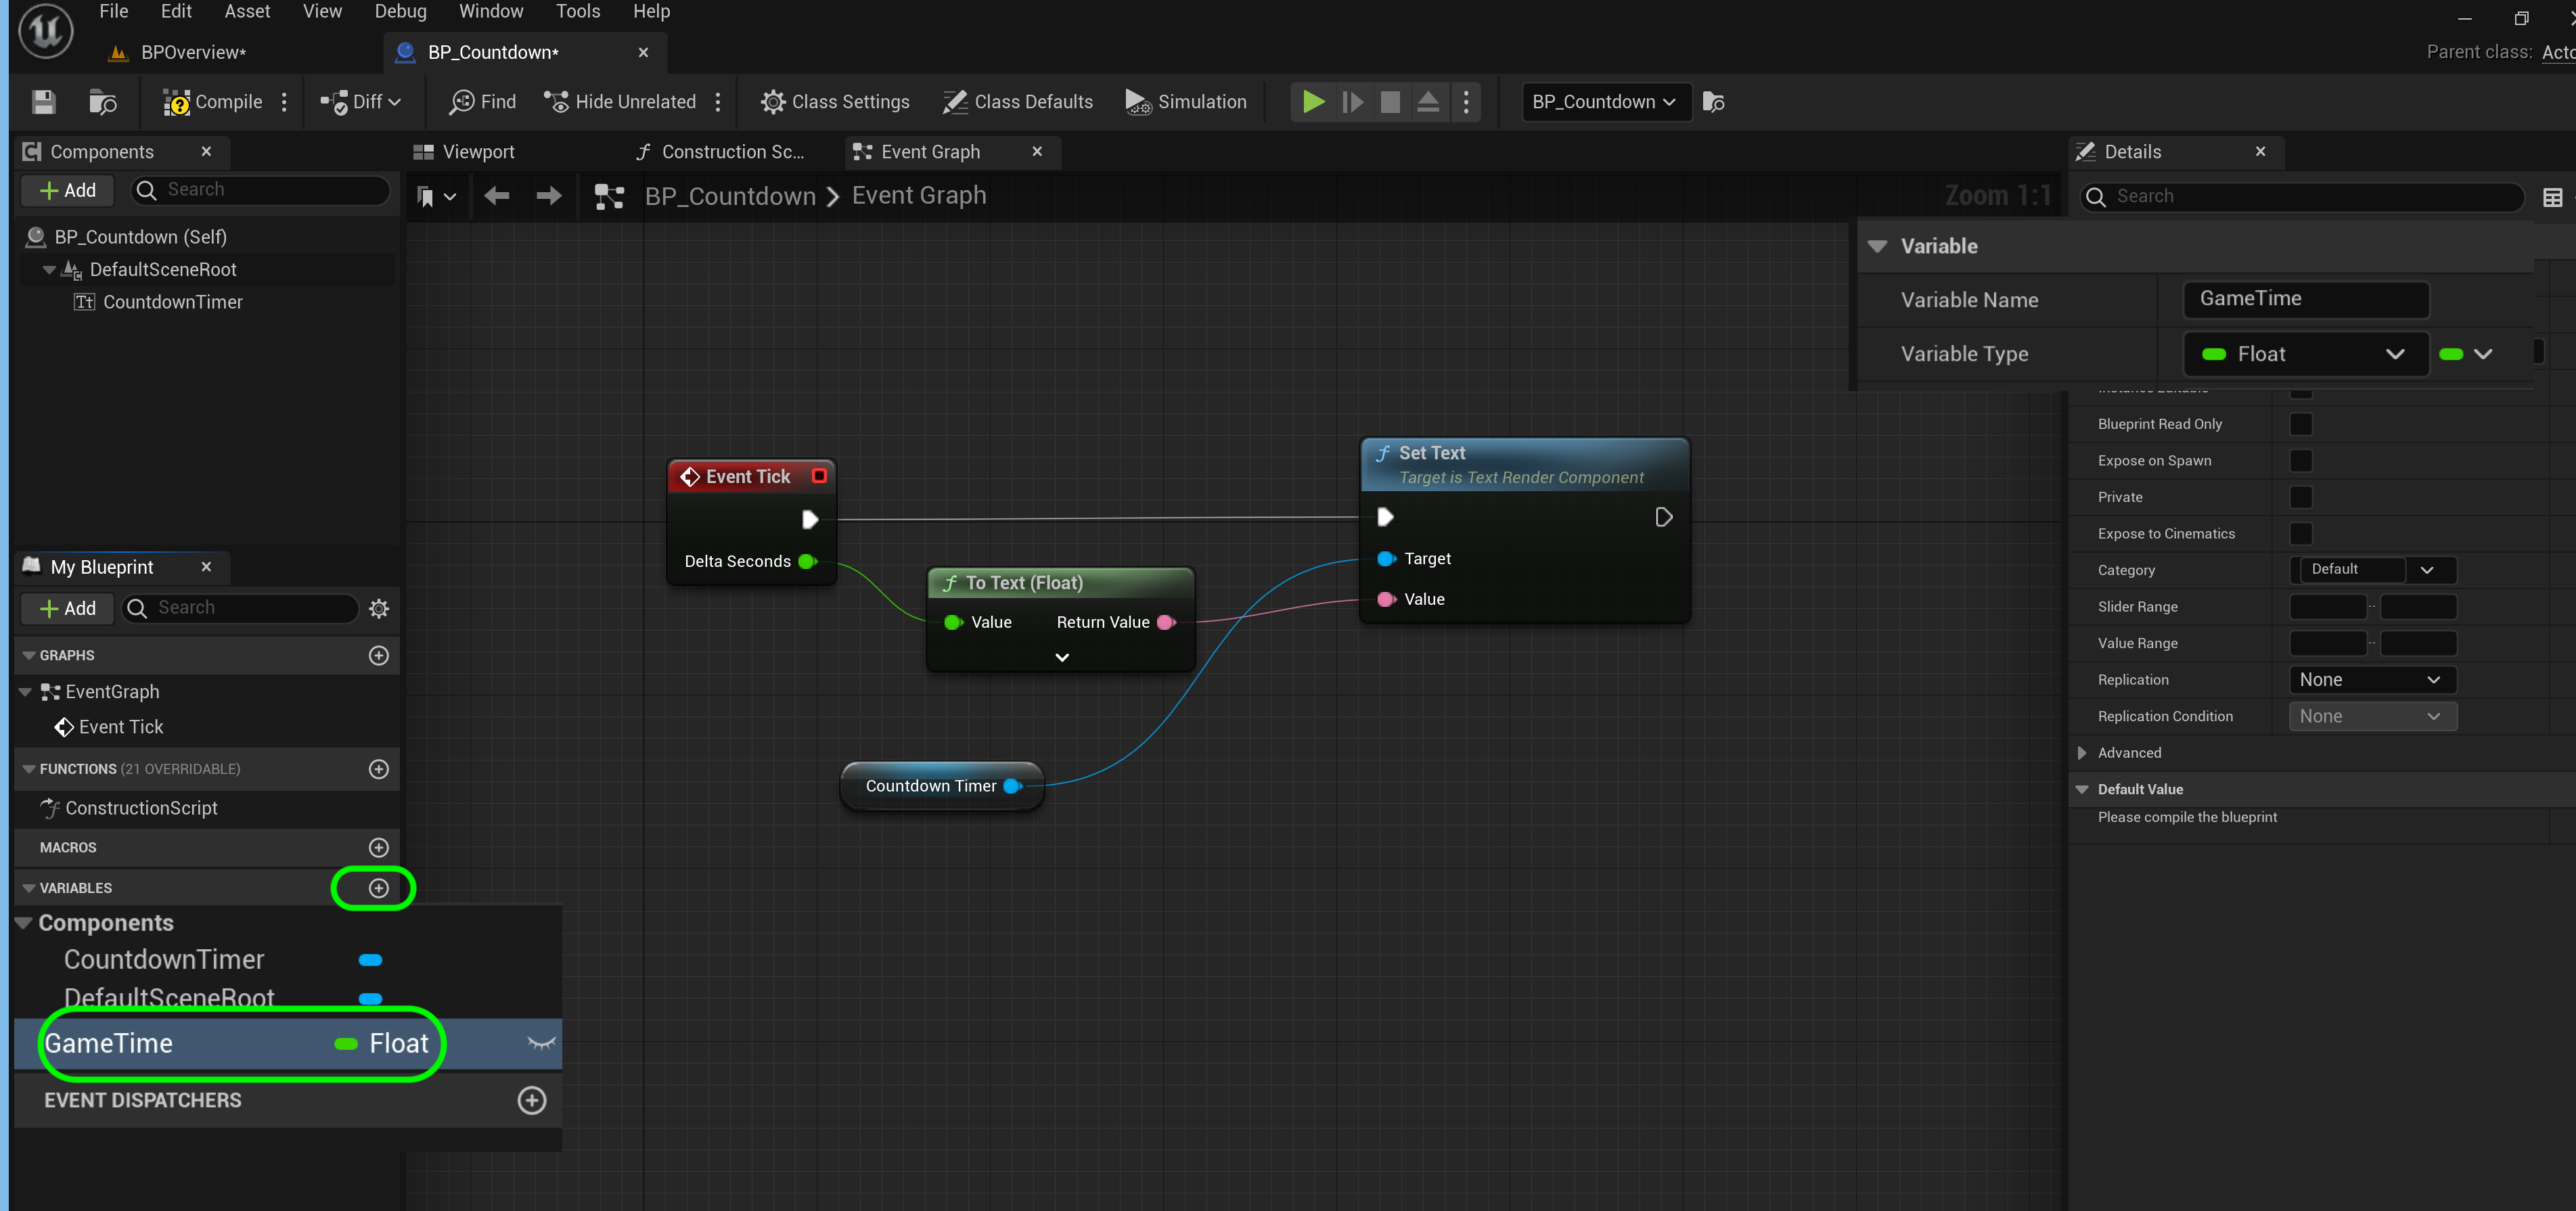 File Edit Asset View Debug Window Tools Help
BPOverview* BP_Countdown*
Parent class:
Compile Diff Find Hide Unrelated Class Settings Class Defaults Simulation BP_Countdown
Components Viewport Construction Sc... Event Graph Details
Add Search
BP_Countdown > Event Graph Zoom 1:1
Search
BP_Countdown (Self)
DefaultSceneRoot
CountdownTimer
Variable
Variable Name GameTime
Variable Type Float
Blueprint Read Only
Expose on Spawn
Private
Expose to Cinematics
Category Default
Slider Range
Value Range
Replication None
Replication Condition None
Advanced
Default Value
Please compile the blueprint
Event Tick
Delta Seconds
To Text (Float)
Value Return Value
Set Text
Target is Text Render Component
Target
Value
Countdown Timer
My Blueprint
Add Search
GRAPHS
EventGraph
Event Tick
FUNCTIONS (21 OVERRIDABLE)
ConstructionScript
MACROS
VARIABLES
Components
CountdownTimer
DefaultSceneRoot
GameTime Float
EVENT DISPATCHERS